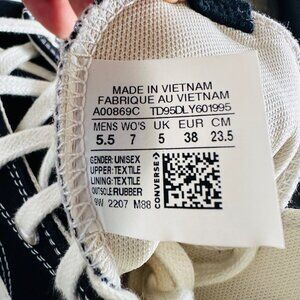 MADE IN VIETNAM
FABRIQUE AU VIETNAM
A00869C TD95DLY601995
MENS WO'S UK EUR CM
5.5 7 5 38 23.5
GENDER: UNISEX
UPPER: TEXTILE
LINING: TEXTILE
OUTSOLE: RUBBER
9W 2207 M88
CONVERSE